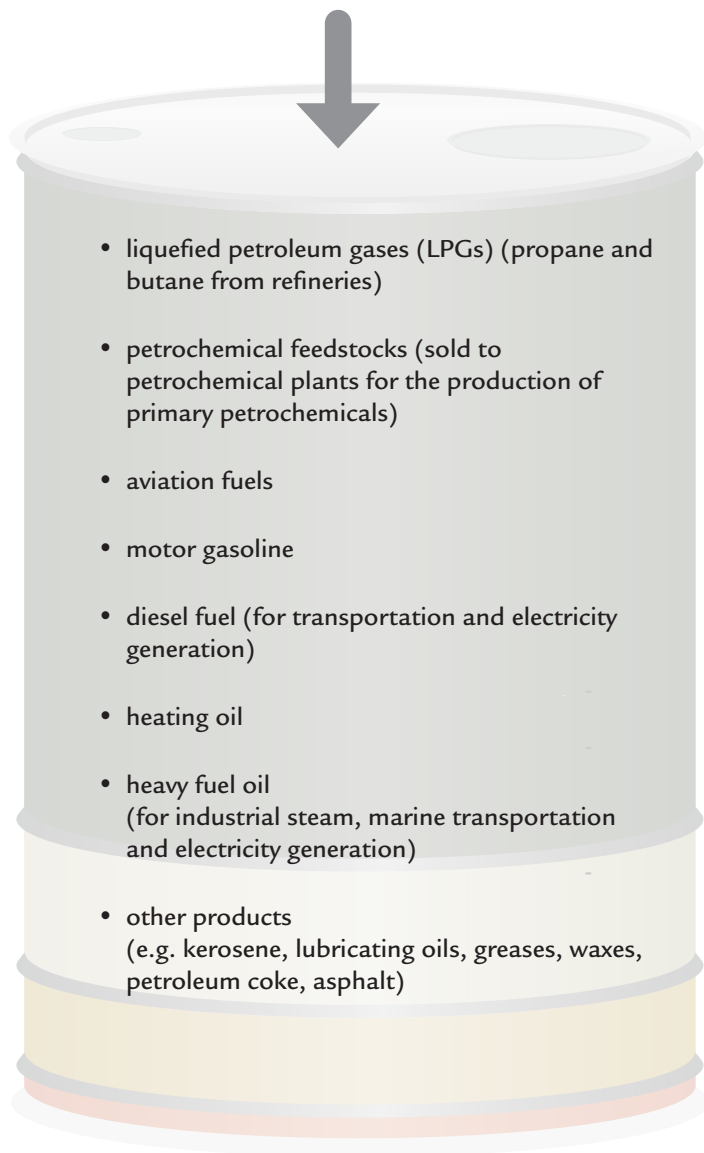 • liquefied petroleum gases (LPGs) (propane and
butane from refineries)
• petrochemical feedstocks (sold to
petrochemical plants for the production of
primary petrochemicals)
• aviation fuels
• motor gasoline
• diesel fuel (for transportation and electricity
generation)
• heating oil
• heavy fuel oil
(for industrial steam, marine transportation
and electricity generation)
• other products
(e.g. kerosene, lubricating oils, greases, waxes,
petroleum coke, asphalt)